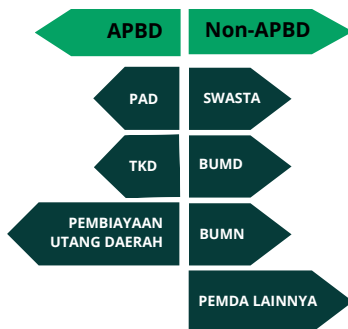 APBD
Non-APBD
PAD
SWASTA
TKD
BUMD
PEMBIAYAAN
UTANG DAERAH
BUMN
PEMDA LAINNYA